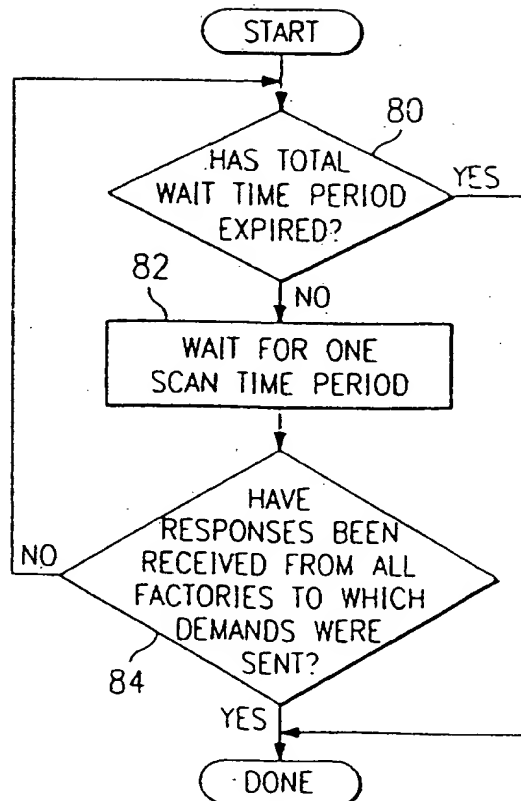 START
80
HAS TOTAL
WAIT TIME PERIOD
EXPIRED?
YES
82
NO
WAIT FOR ONE
SCAN TIME PERIOD
HAVE
RESPONSES BEEN
RECEIVED FROM ALL
FACTORIES TO WHICH
DEMANDS WERE
SENT?
NO
84
YES
DONE